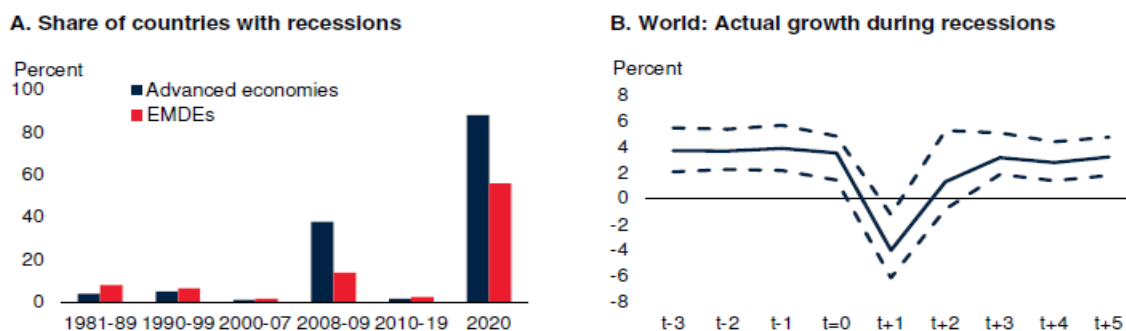 A. Share of countries with recessions
Percent
100
80
60
40
20
0
Advanced economies
EMDEs
1981-89 1990-99 2000-07 2008-09 2010-19 2020
B. World: Actual growth during recessions
Percent
8
6
4
2
0
-2
-4
-6
-8
t-3 t-2 t-1 t=0 t+1 t+2 t+3 t+4 t+5